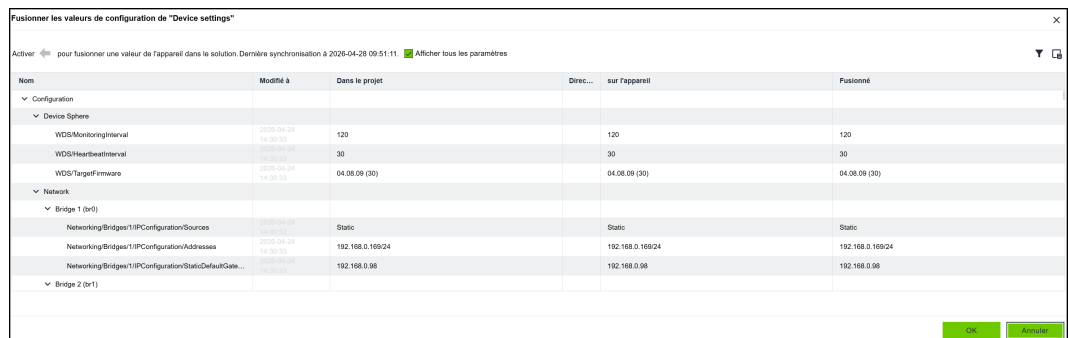 Fusionner les valeurs de configuration de "Device settings"
Activer pour fusionner une valeur de l'appareil dans le solution. Dernière synchronisation à 2026-04-28 09:51:11. Afficher tous les paramètres
Nom Modifié à Dans le projet Direc... sur l'appareil Fusionné
Configuration
Device Sphere
WDS/MonitoringInterval 2026-04-24 14:30:33 120 120 120
WDS/HeartbeatInterval 2026-04-24 14:30:33 30 30 30
WDS/TargetFirmware 2026-04-24 14:30:33 04.08.09 (30) 04.08.09 (30) 04.08.09 (30)
Network
Bridge 1 (br0)
Networking/Bridges/1/IPConfiguration/Sources 2026-04-24 14:30:33 Static Static Static
Networking/Bridges/1/IPConfiguration/Addresses 2026-04-24 14:30:33 192.168.0.169/24 192.168.0.169/24 192.168.0.169/24
Networking/Bridges/1/IPConfiguration/StaticDefaultGate... 2026-04-24 14:30:33 192.168.0.98 192.168.0.98 192.168.0.98
Bridge 2 (br1)
OK Annuler